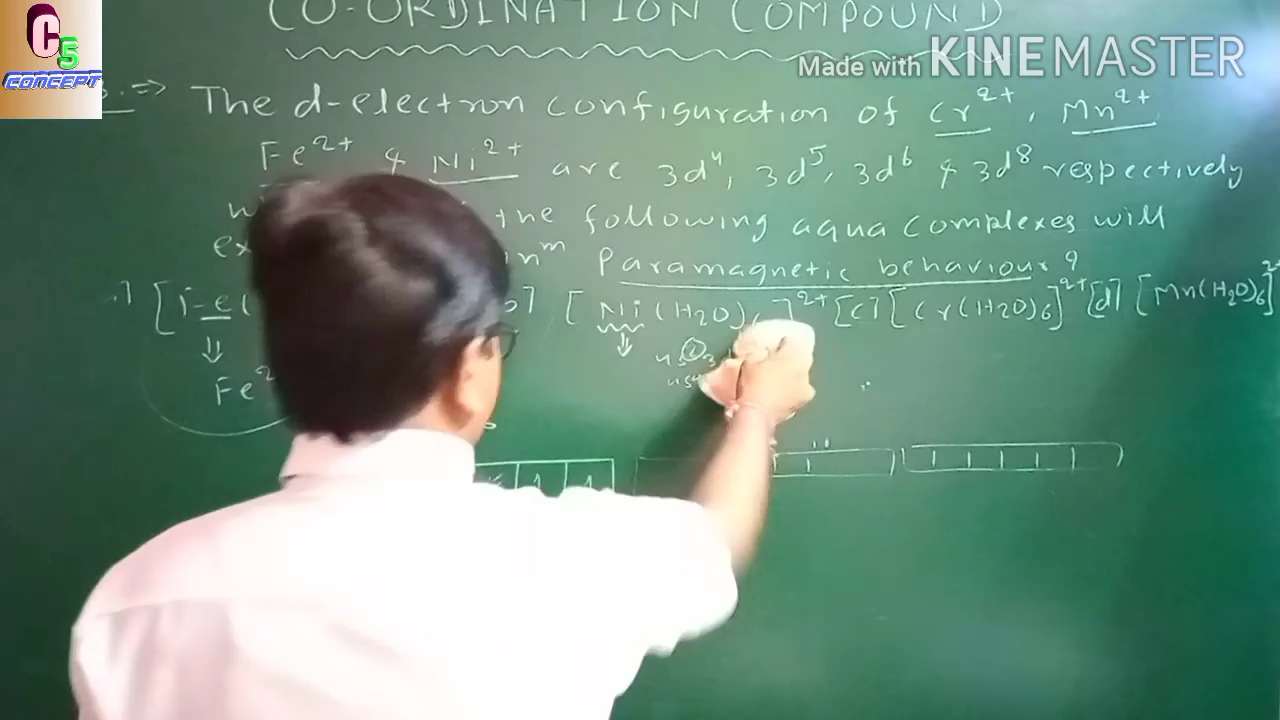 CO-ORDINATION COMPOUND
C5
CONCEPT
Made with KINEMASTER
=> The d-electron configuration of Cr²⁺, Mn²⁺
Fe²⁺ & Ni²⁺ are 3d⁴, 3d⁵, 3d⁶ & 3d⁸ respectively
the following aqua complexes will
Paramagnetic behaviour?
[Ni(H2O)6]²⁺ [C] [Cr(H2O)6]²⁺ [d] [Mn(H2O)6]²⁺
Fe²